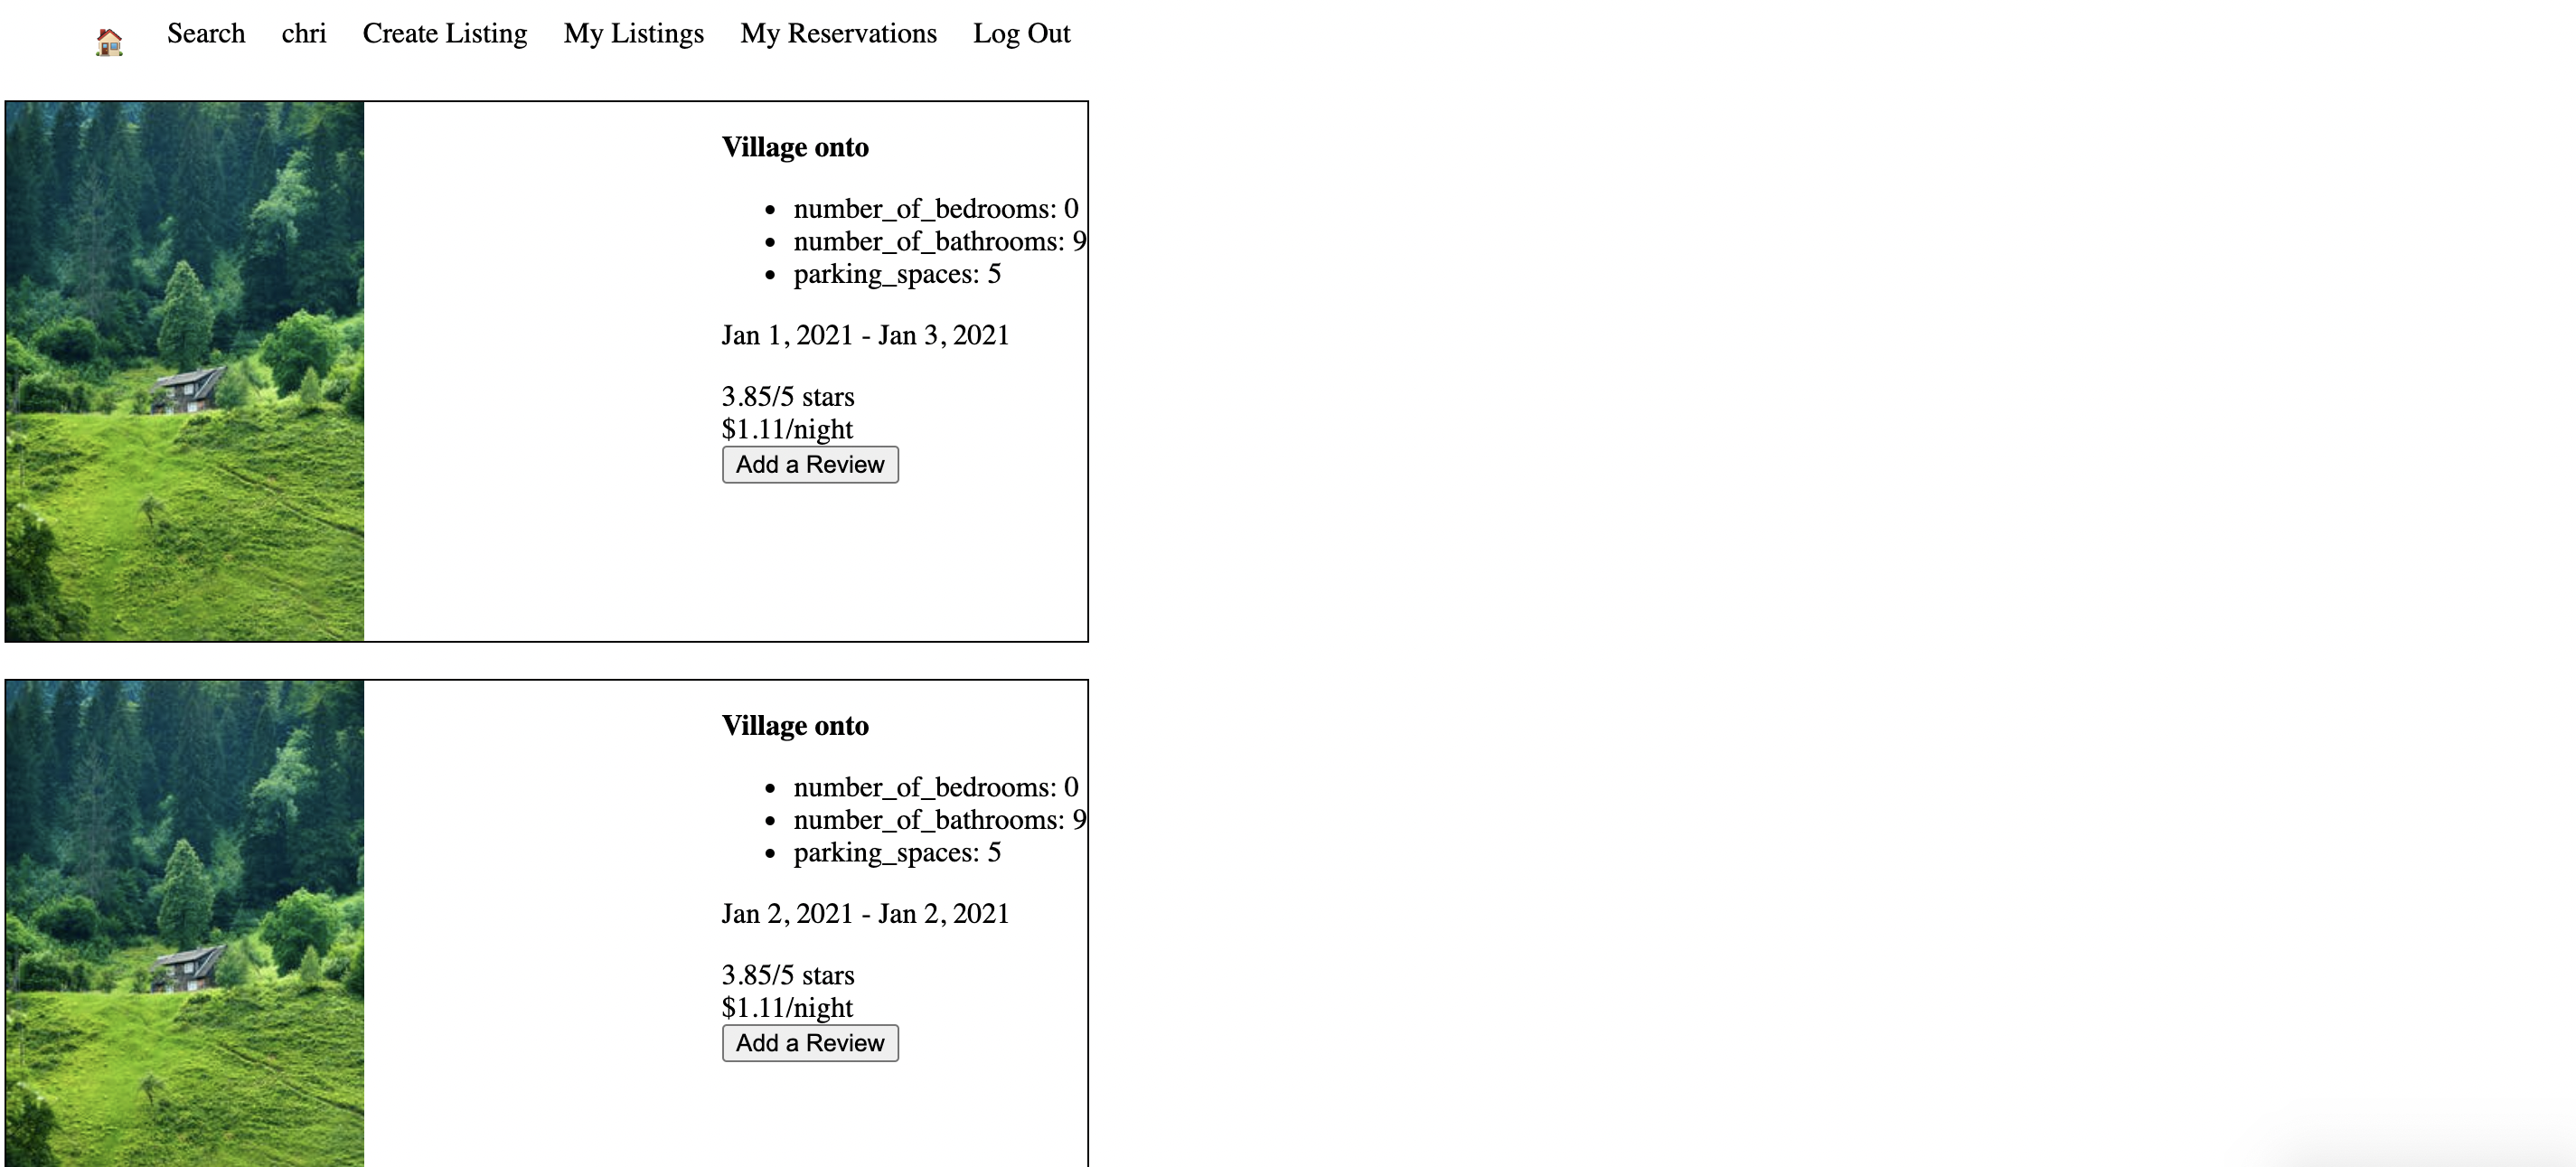 Search chri Create Listing My Listings My Reservations Log Out
Village onto
number_of_bedrooms: 0
number_of_bathrooms: 9
parking_spaces: 5
Jan 1, 2021 - Jan 3, 2021
3.85/5 stars
$1.11/night
Add a Review
Village onto
number_of_bedrooms: 0
number_of_bathrooms: 9
parking_spaces: 5
Jan 2, 2021 - Jan 2, 2021
3.85/5 stars
$1.11/night
Add a Review